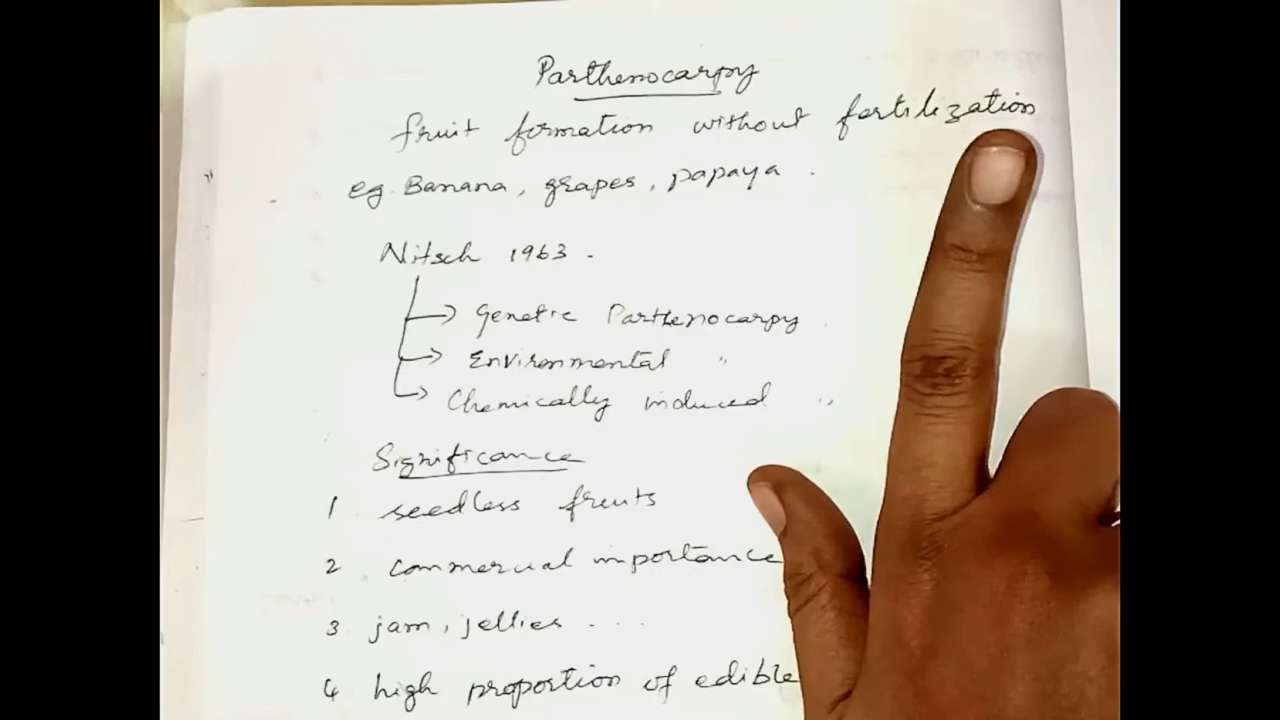 Parthenocarpy
fruit formation without fertilization
eg. Banana, grapes, papaya.
Nitsch 1963.
→ Genetic Parthenocarpy
→ Environmental "
→ Chemically induced "
Significance
1 seedless fruits
2 commercial importance
3 jam, jellies ...
4 high proportion of edible